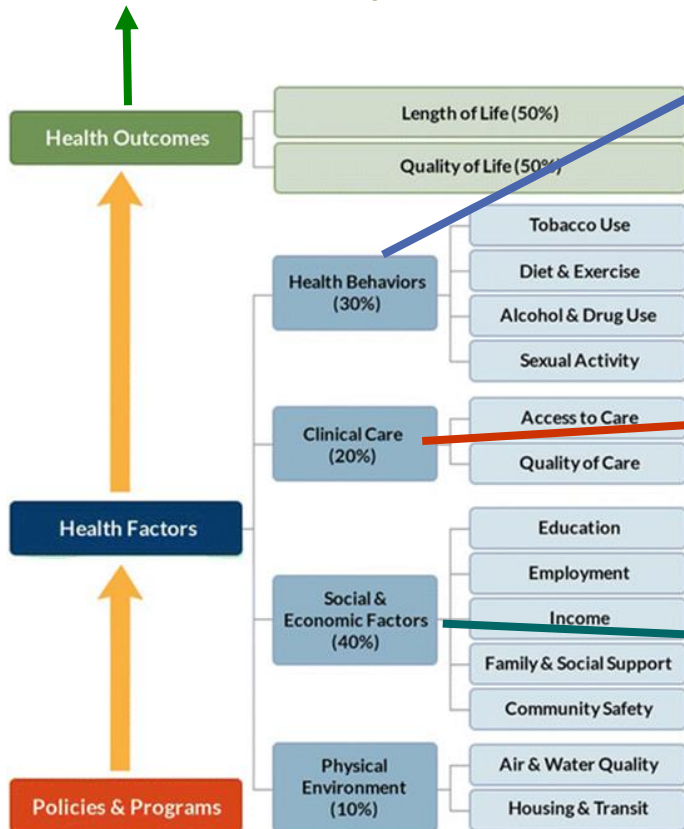 Health Outcomes
Length of Life (50%)
Quality of Life (50%)
Health Behaviors
(30%)
Tobacco Use
Diet & Exercise
Alcohol & Drug Use
Sexual Activity
Clinical Care
(20%)
Access to Care
Quality of Care
Health Factors
Social &
Economic Factors
(40%)
Education
Employment
Income
Family & Social Support
Community Safety
Physical
Environment
(10%)
Air & Water Quality
Housing & Transit
Policies & Programs